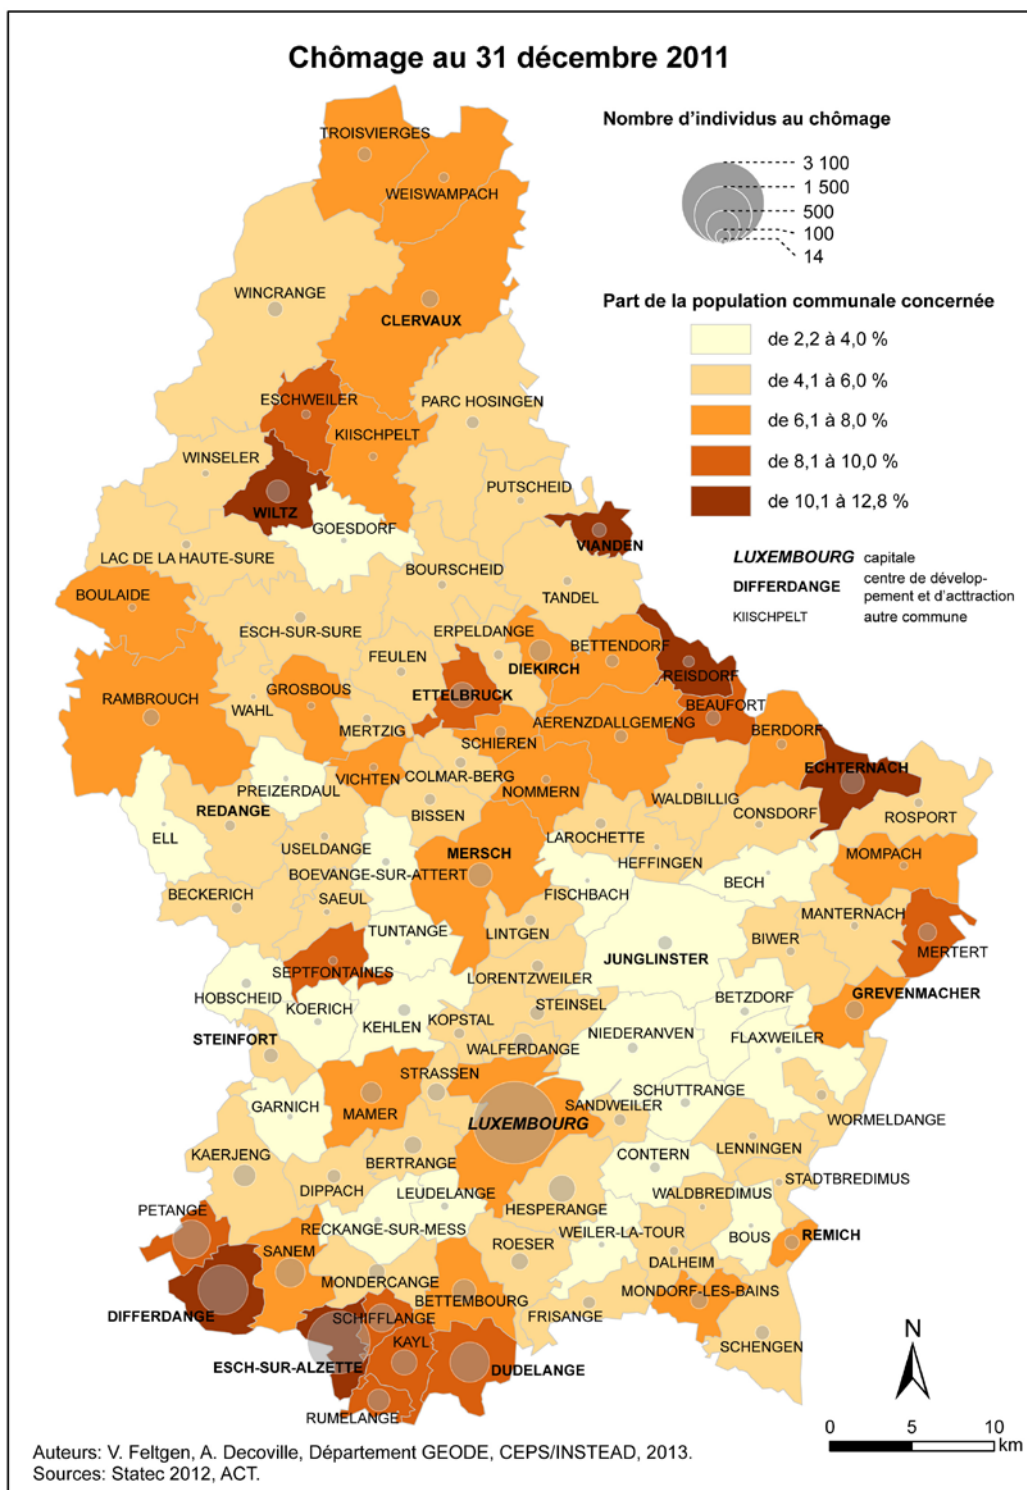 Chômage au 31 décembre 2011
Nombre d'individus au chômage
3 100
1 500
500
100
14
Part de la population communale concernée
de 2,2 à 4,0 %
de 4,1 à 6,0 %
de 6,1 à 8,0 %
de 8,1 à 10,0 %
de 10,1 à 12,8 %
LUXEMBOURG capitale
DIFFERDANGE centre de dévelop-
pement et d'acttraction
KIISCHPELT autre commune
TROISVIERGES
WEISWAMPACH
WINCRANGE
CLERVAUX
ESCHWEILER
PARC HOSINGEN
KIISCHPELT
WINSELER
PUTSCHEID
WILTZ
GOESDORF
VIANDEN
LAC DE LA HAUTE-SURE
BOURSCHEID
TANDEL
BOULAIDE
ESCH-SUR-SURE
ERPELDANGE
FEULEN
DIEKIRCH
BETTENDORF
REISDORF
RAMBROUCH
GROSBOUS
WAHL
ETTELBRUCK
BEAUFORT
MERTZIG
AERENZDALLGEMENG
BERDORF
SCHIEREN
ECHTERNACH
VICHTEN
COLMAR-BERG
PREIZERDAUL
NOMMERN
WALDBILLIG
REDANGE
BISSEN
CONSDORF
ROSPORT
ELL
LAROCHETTE
USELDANGE
MERSCH
HEFFINGEN
MOMPACH
BOEVANGE-SUR-ATTERT
BECKERICH
SAEUL
FISCHBACH
BECH
MANTERNACH
TUNTANGE
LINTGEN
BIWER
MERTERT
SEPTFONTAINES
JUNGLINSTER
LORENTZWEILER
HOBSCHEID
GREVENMACHER
BETZDORF
KOERICH
STEINSEL
KEHLEN
KOPSTAL
NIEDERANVEN
FLAXWEILER
STEINFORT
WALFERDANGE
STRASSEN
SCHUTTRANGE
GARNICH
MAMER
SANDWEILER
LUXEMBOURG
WORMELDANGE
LENNINGEN
KAERJENG
BERTRANGE
CONTERN
STADTBREDIMUS
DIPPACH
LEUDELANGE
WALDBREDIMUS
PETANGE
HESPERANGE
RECKANGE-SUR-MESS
WEILER-LA-TOUR
BOUS
REMICH
SANEM
ROESER
DALHEIM
MONDERCANGE
MONDORF-LES-BAINS
BETTEMBOURG
DIFFERDANGE
SCHIFFLANGE
FRISANGE
SCHENGEN
KAYL
ESCH-SUR-ALZETTE
DUDELANGE
RUMELANGE
N
0 5 10
km
Auteurs: V. Feltgen, A. Decoville, Département GEODE, CEPS/INSTEAD, 2013.
Sources: Statec 2012, ACT.